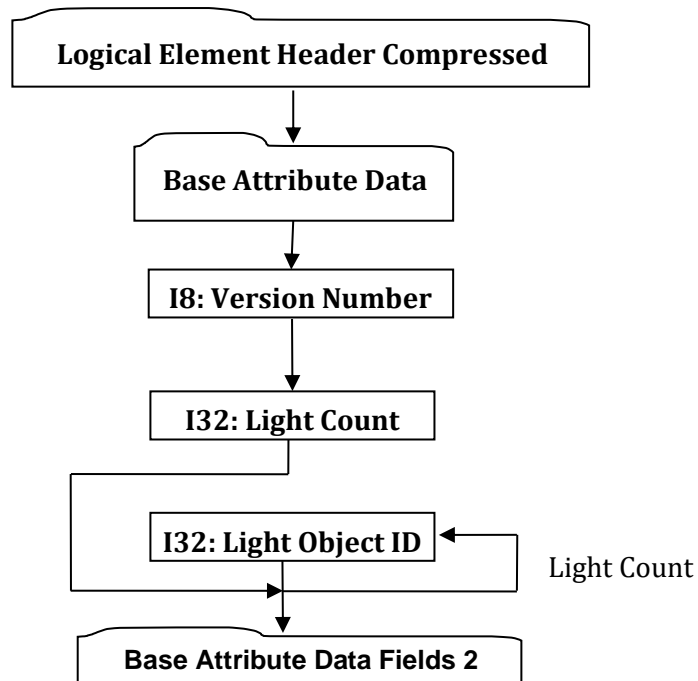 Logical Element Header Compressed
Base Attribute Data
I8: Version Number
I32: Light Count
I32: Light Object ID
Light Count
Base Attribute Data Fields 2